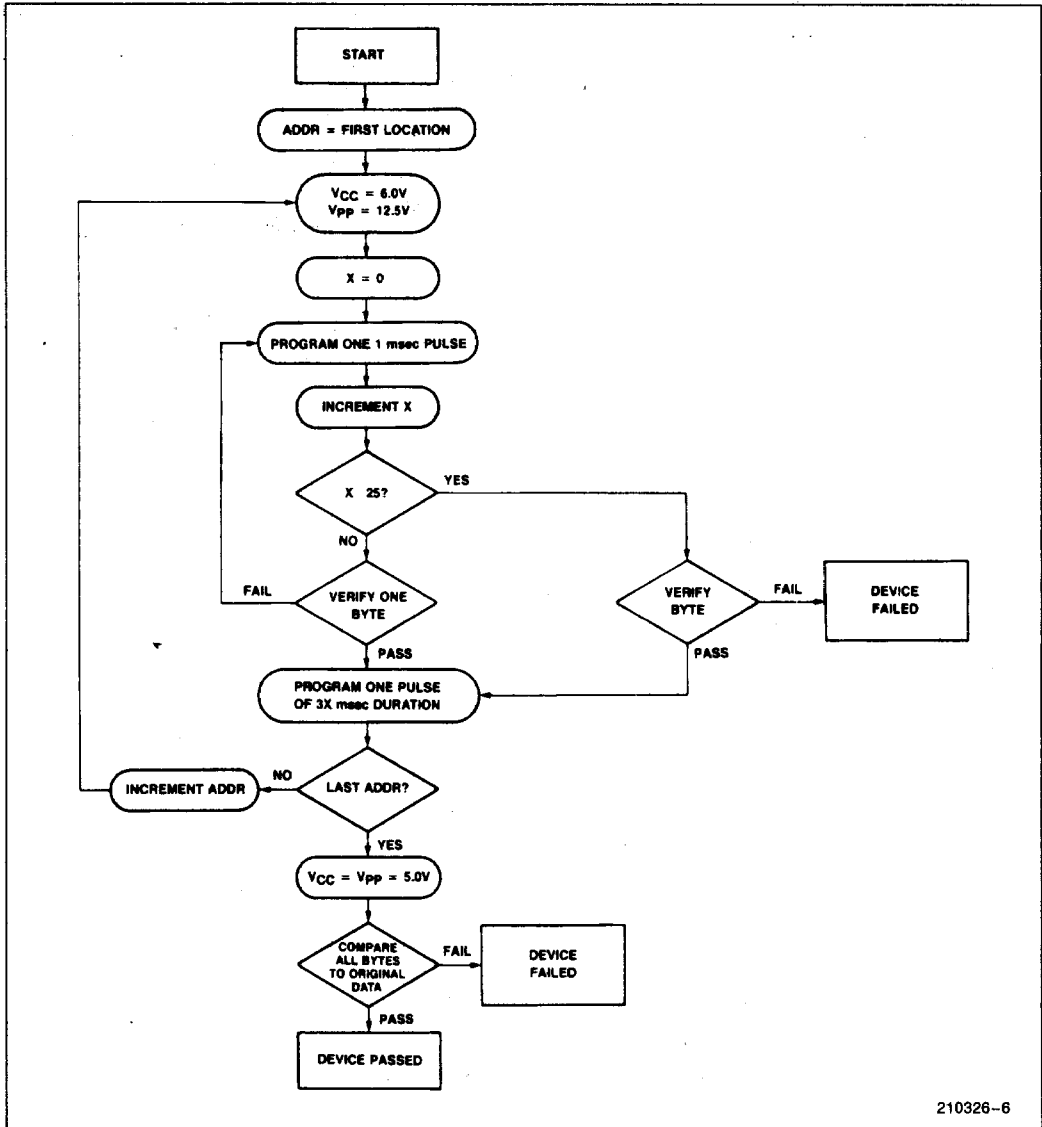 START
ADDR = FIRST LOCATION
VCC = 6.0V
VPP = 12.5V
X = 0
PROGRAM ONE 1 msec PULSE
INCREMENT X
X 25?
YES
NO
FAIL
VERIFY ONE
BYTE
VERIFY
BYTE
FAIL
DEVICE
FAILED
PASS
PASS
PROGRAM ONE PULSE
OF 3X msec DURATION
INCREMENT ADDR
NO
LAST ADDR?
YES
VCC = VPP = 5.0V
COMPARE
ALL BYTES
TO ORIGINAL
DATA
FAIL
DEVICE
FAILED
PASS
DEVICE PASSED
210326-6